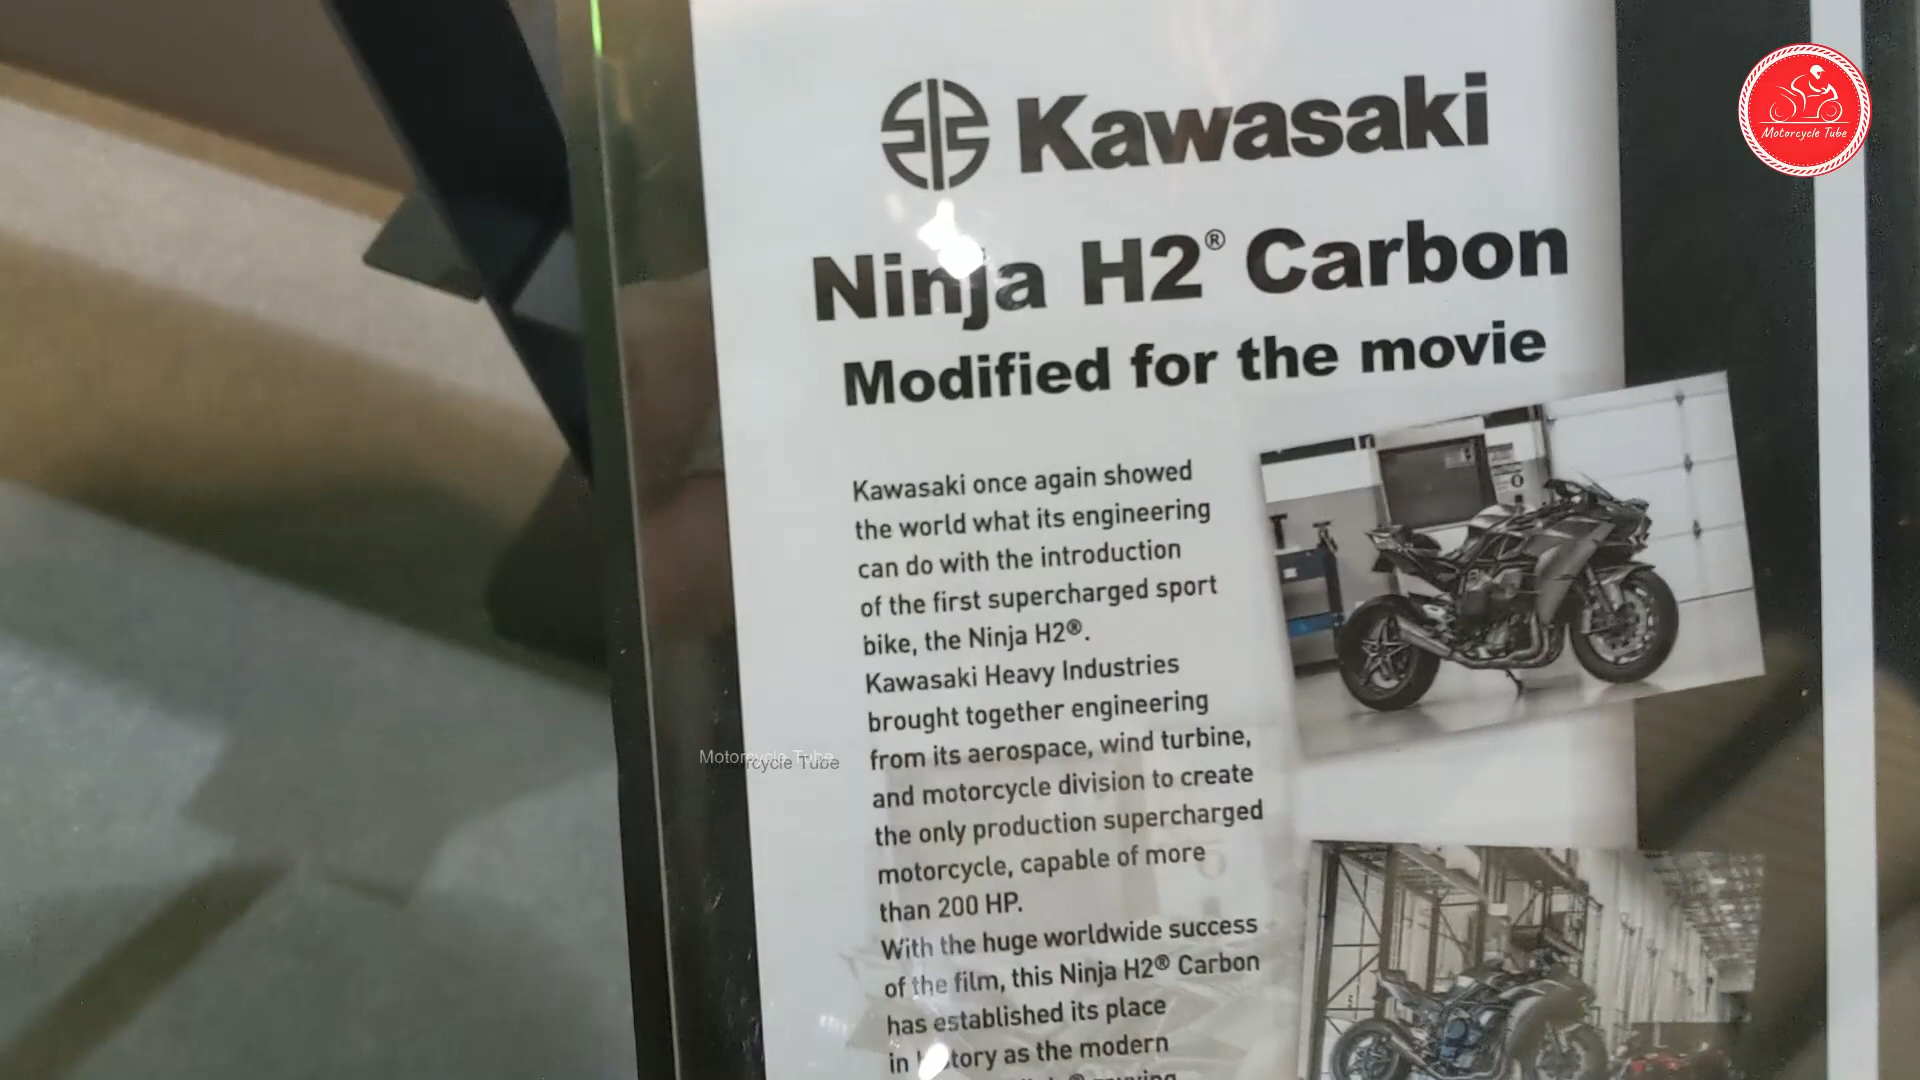 Kawasaki
Ninja H2® Carbon
Modified for the movie
Kawasaki once again showed
the world what its engineering
can do with the introduction
of the first supercharged sport
bike, the Ninja H2®.
Kawasaki Heavy Industries
brought together engineering
from its aerospace, wind turbine,
and motorcycle division to create
the only production supercharged
motorcycle, capable of more
than 200 HP.
With the huge worldwide success
of the film, this Ninja H2® Carbon
has established its place
in history as the modern
Motorcycle Tube
Motorcycle Tube